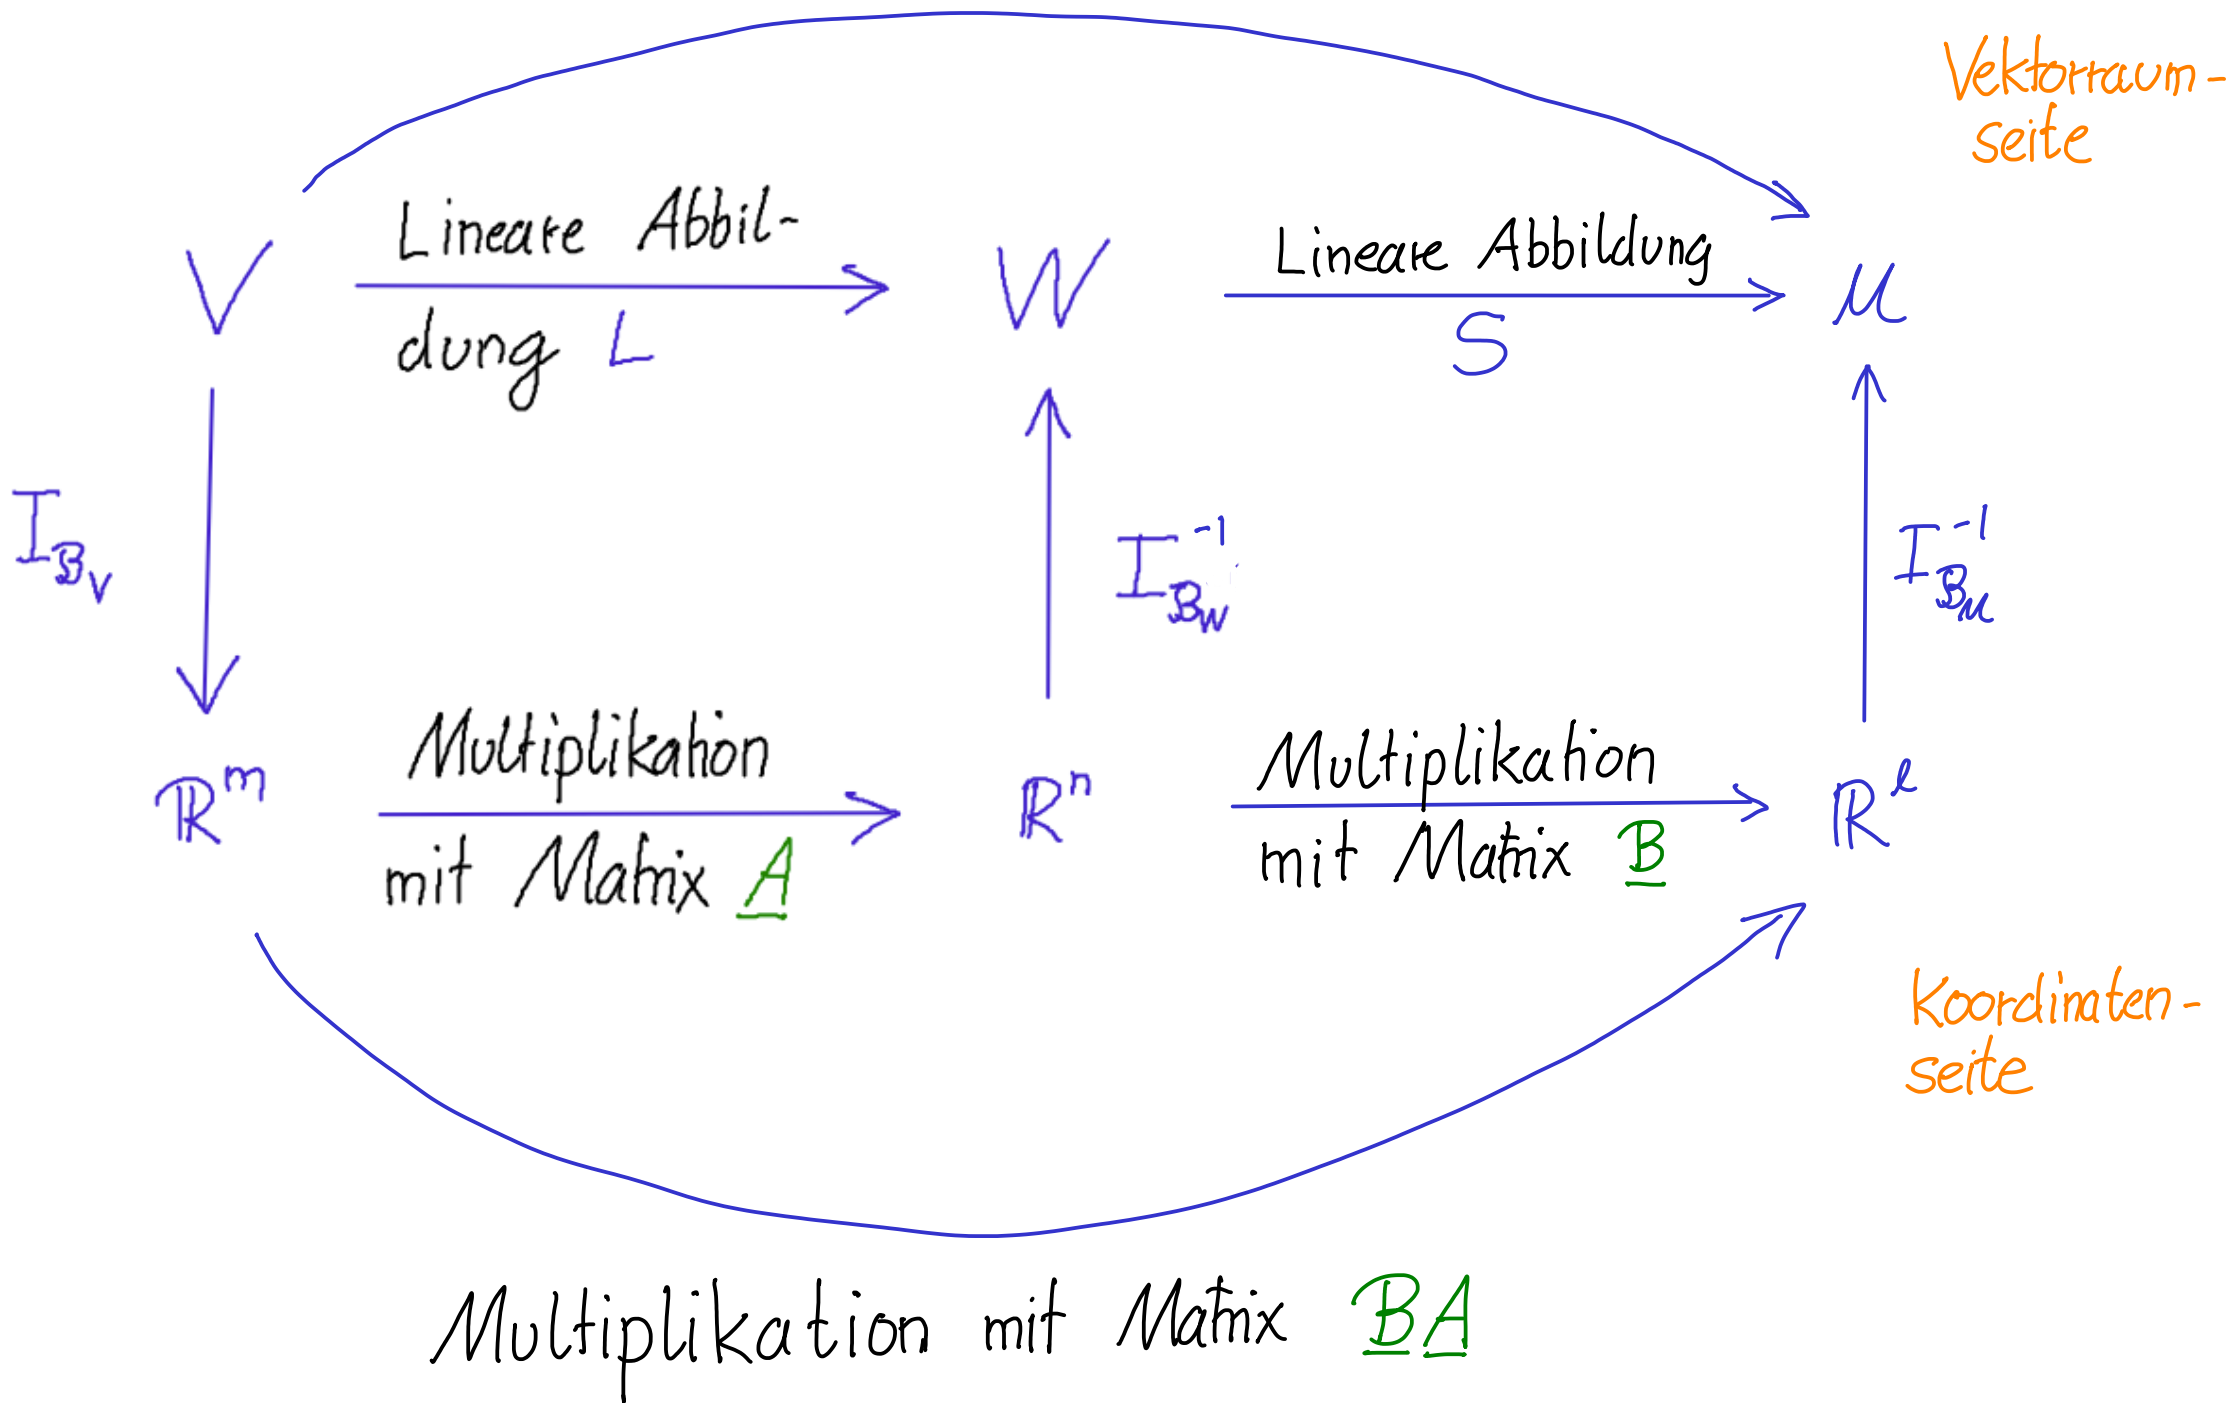 Vektorraum-
seite
Lineare Abbil-
dung L
Lineare Abbildung
S
V
W
U
I_{B_V}
I_{B_W}^{-1}
I_{B_U}^{-1}
Multiplikation
mit Matrix A
Multiplikation
mit Matrix B
ℝ^m
ℝ^n
ℝ^l
Koordinaten-
seite
Multiplikation mit Matrix BA